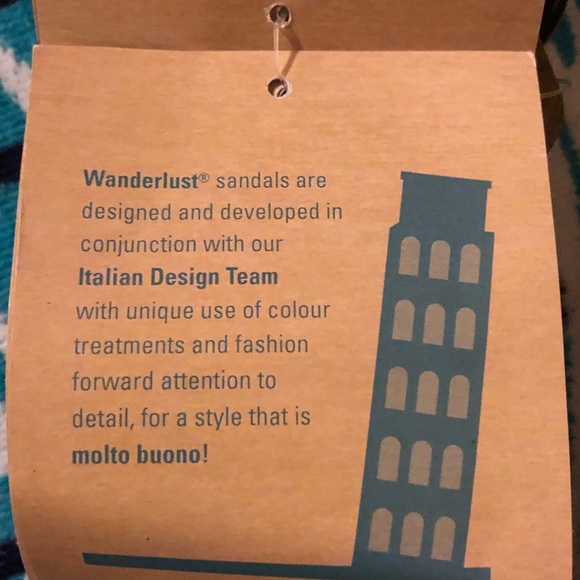 Wanderlust® sandals are
designed and developed in
conjunction with our
Italian Design Team
with unique use of colour
treatments and fashion
forward attention to
detail, for a style that is
molto buono!